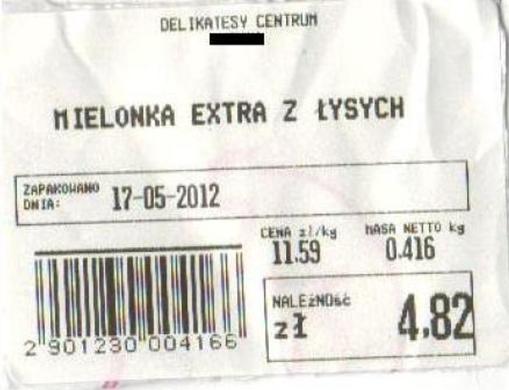 DELIKATESY CENTRUM
MIELONKA EXTRA Z ŁYSYCH
ZAPAKOWANO
DNIA: 17-05-2012
CENA zł/kg MASA NETTO kg
11.59 0.416
NALEŻNOŚĆ
zł 4.82
2 901230 004166